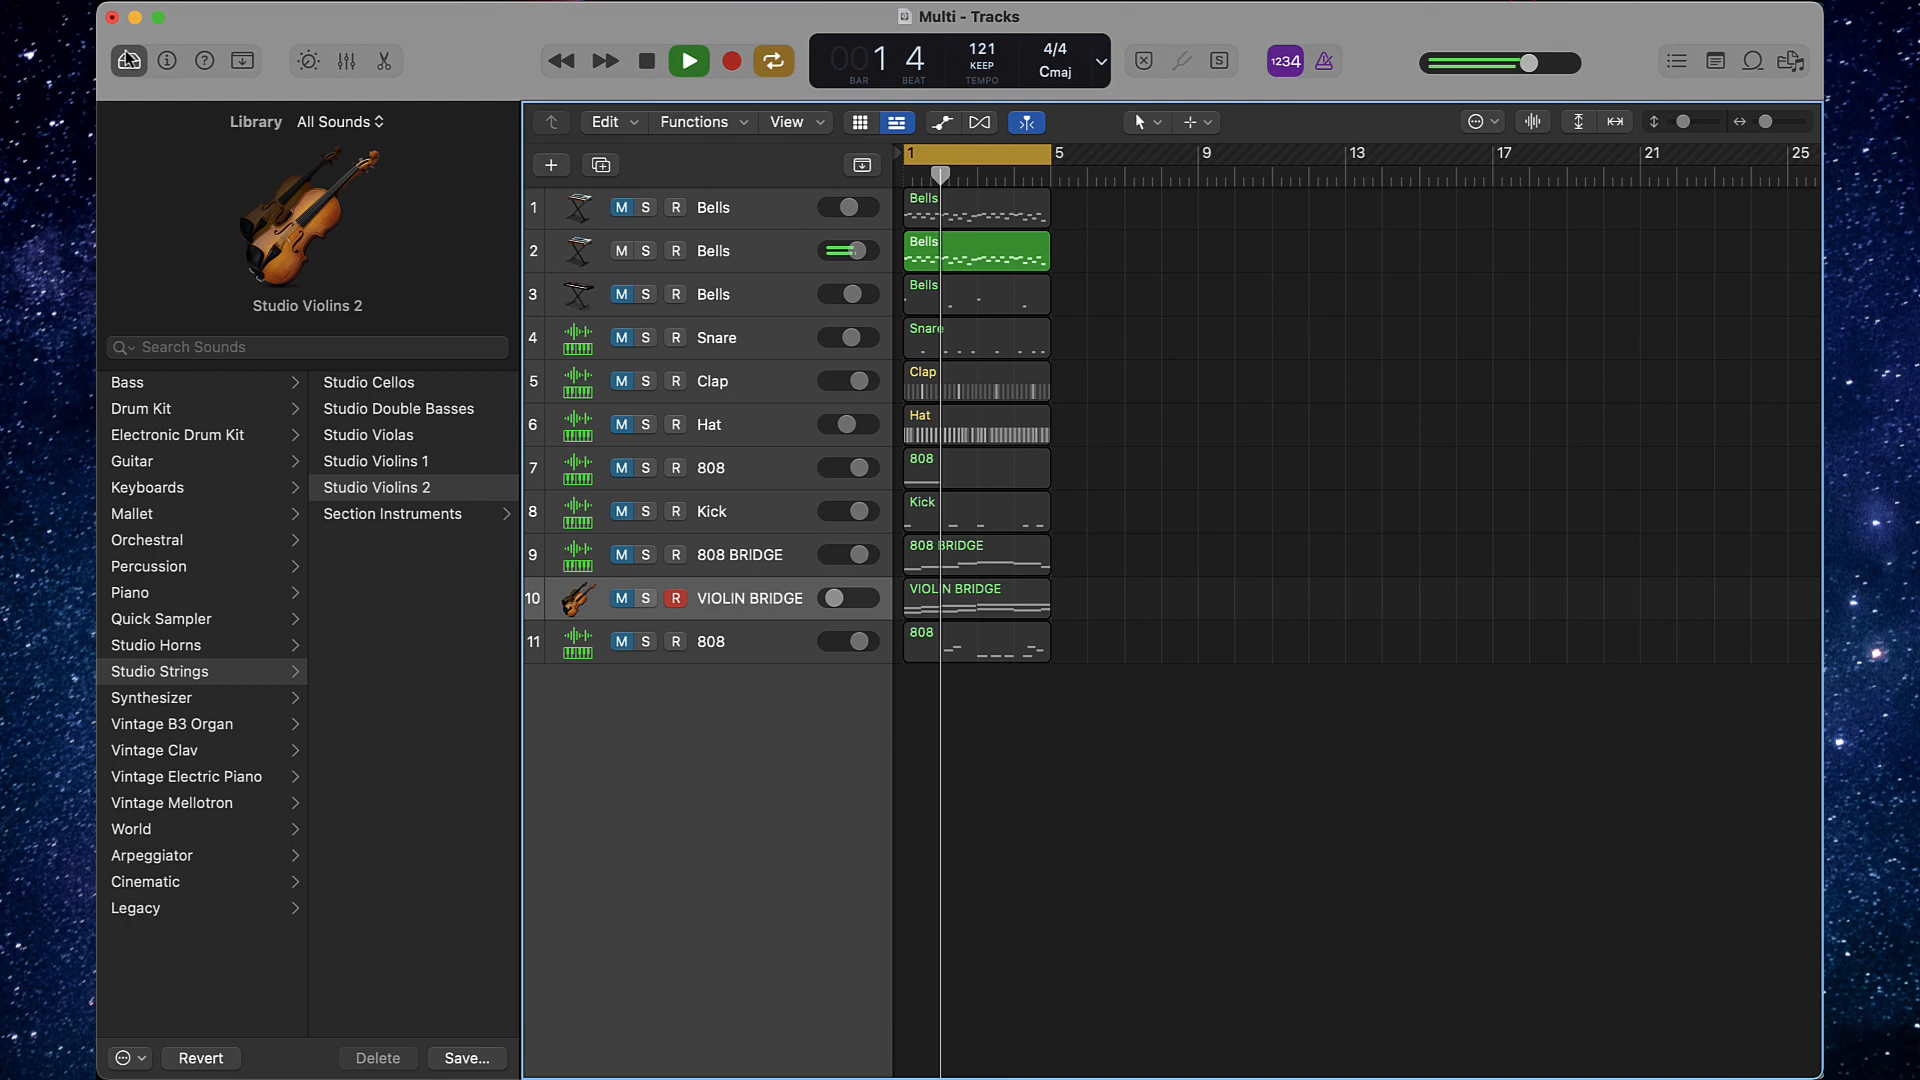 Multi - Tracks
001 4 121 4/4
KEEP Cmaj
BAR BEAT TEMPO
1234
S
Library All Sounds
Studio Violins 2
Search Sounds
Bass
Drum Kit
Electronic Drum Kit
Guitar
Keyboards
Mallet
Orchestral
Percussion
Piano
Quick Sampler
Studio Horns
Studio Strings
Synthesizer
Vintage B3 Organ
Vintage Clav
Vintage Electric Piano
Vintage Mellotron
World
Arpeggiator
Cinematic
Legacy
Studio Cellos
Studio Double Basses
Studio Violas
Studio Violins 1
Studio Violins 2
Section Instruments
Revert Delete Save...
Edit Functions View
1 5 9 13 17 21 25
1 M S R Bells
2 M S R Bells
3 M S R Bells
4 M S R Snare
5 M S R Clap
6 M S R Hat
7 M S R 808
8 M S R Kick
9 M S R 808 BRIDGE
10 M S R VIOLIN BRIDGE
11 M S R 808
Bells
Bells
Bells
Snare
Clap
Hat
808
Kick
808 BRIDGE
VIOLIN BRIDGE
808